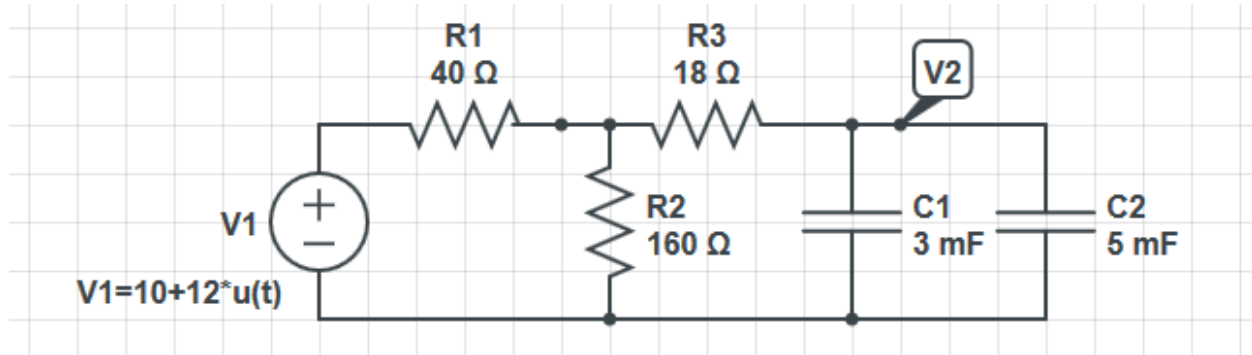 R1
40 Ω
R3
18 Ω
V2
V1
R2
160 Ω
C1
3 mF
C2
5 mF
V1=10+12*u(t)